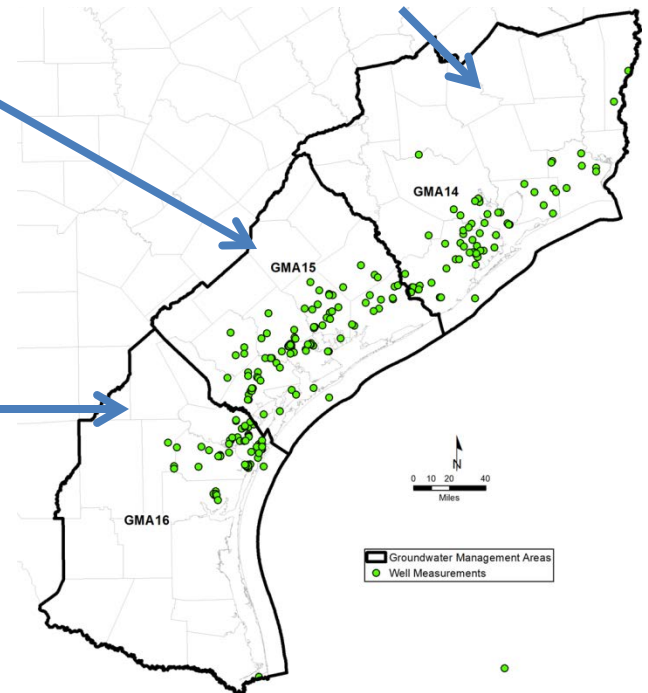 GMA14
GMA15
GMA16
N
0 10 20 40
Miles
Groundwater Management Areas
Well Measurements